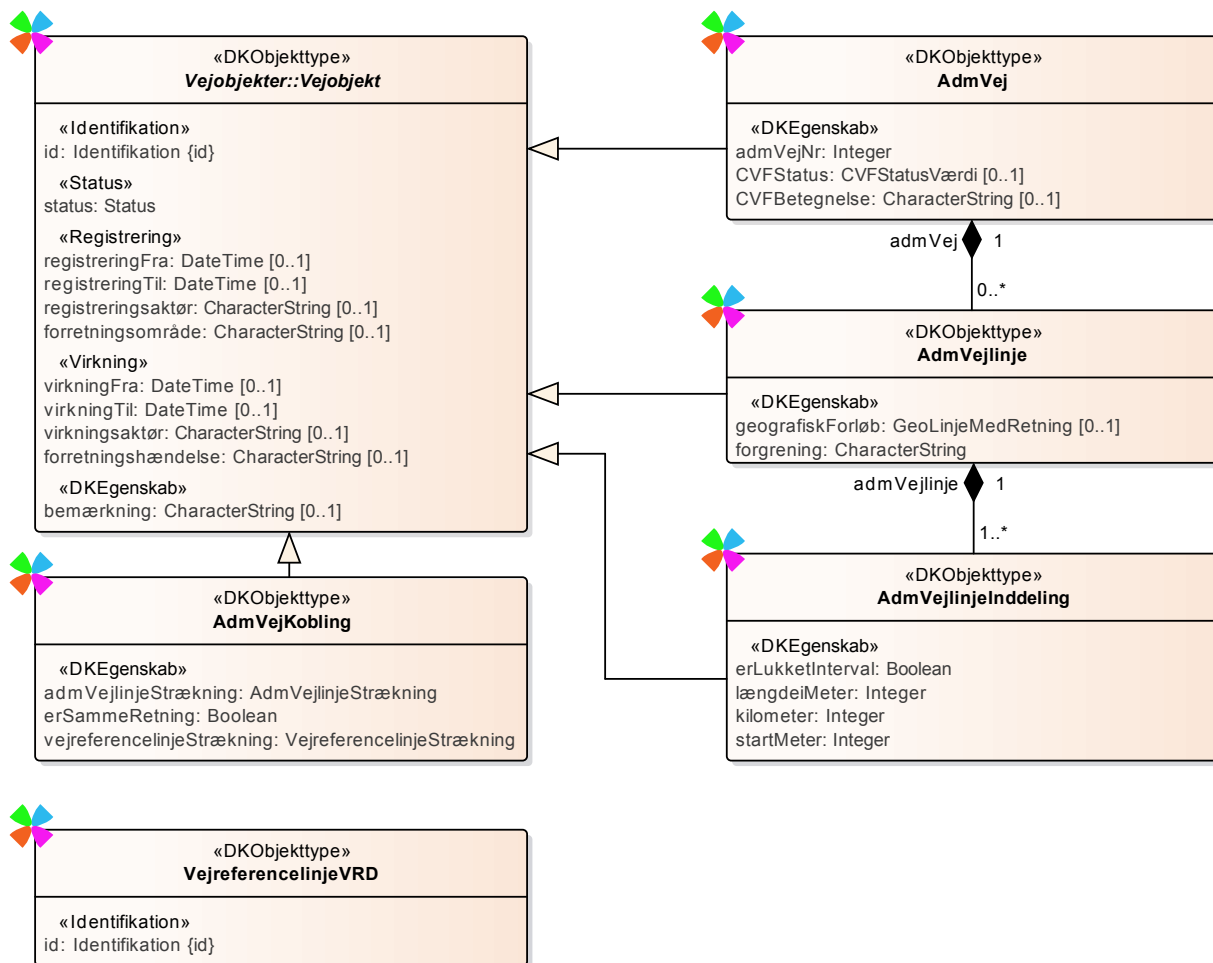 «DKObjekttype»
Vejobjekter::Vejobjekt
«Identifikation»
id: Identifikation {id}
«Status»
status: Status
«Registrering»
registreringFra: DateTime [0..1]
registreringTil: DateTime [0..1]
registreringsaktør: CharacterString [0..1]
forretningsområde: CharacterString [0..1]
«Virkning»
virkningFra: DateTime [0..1]
virkningTil: DateTime [0..1]
virkningsaktør: CharacterString [0..1]
forretningshændelse: CharacterString [0..1]
«DKEgenskab»
bemærkning: CharacterString [0..1]
«DKObjekttype»
AdmVej
«DKEgenskab»
admVejNr: Integer
CVFStatus: CVFStatusVærdi [0..1]
CVFBetegnelse: CharacterString [0..1]
admVej 1
0..*
«DKObjekttype»
AdmVejlinje
«DKEgenskab»
geografiskForløb: GeoLinjeMedRetning [0..1]
forgrening: CharacterString
admVejlinje 1
1..*
«DKObjekttype»
AdmVejlinjeInddeling
«DKEgenskab»
erLukketInterval: Boolean
længdeiMeter: Integer
kilometer: Integer
startMeter: Integer
«DKObjekttype»
AdmVejKobling
«DKEgenskab»
admVejlinjeStrækning: AdmVejlinjeStrækning
erSammeRetning: Boolean
vejreferencelinjeStrækning: VejreferencelinjeStrækning
«DKObjekttype»
VejreferencelinjeVRD
«Identifikation»
id: Identifikation {id}